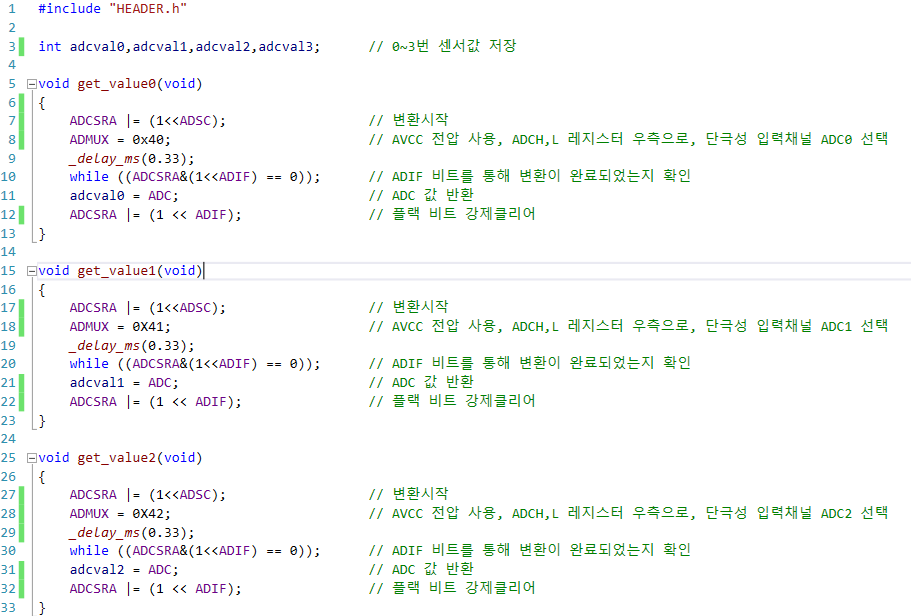 1 #include "HEADER.h"
2
3 int adcval0,adcval1,adcval2,adcval3; // 0~3번 센서값 저장
4
5 void get_value0(void)
6 {
7 ADCSRA |= (1<<ADSC); // 변환시작
8 ADMUX = 0x40; // AVCC 전압 사용, ADCH,L 레지스터 우측으로, 단극성 입력채널 ADC0 선택
9 _delay_ms(0.33);
10 while ((ADCSRA&(1<<ADIF) == 0)); // ADIF 비트를 통해 변환이 완료되었는지 확인
11 adcval0 = ADC; // ADC 값 반환
12 ADCSRA |= (1 << ADIF); // 플랙 비트 강제클리어
13 }
14
15 void get_value1(void)
16 {
17 ADCSRA |= (1<<ADSC); // 변환시작
18 ADMUX = 0X41; // AVCC 전압 사용, ADCH,L 레지스터 우측으로, 단극성 입력채널 ADC1 선택
19 _delay_ms(0.33);
20 while ((ADCSRA&(1<<ADIF) == 0)); // ADIF 비트를 통해 변환이 완료되었는지 확인
21 adcval1 = ADC; // ADC 값 반환
22 ADCSRA |= (1 << ADIF); // 플랙 비트 강제클리어
23 }
24
25 void get_value2(void)
26 {
27 ADCSRA |= (1<<ADSC); // 변환시작
28 ADMUX = 0X42; // AVCC 전압 사용, ADCH,L 레지스터 우측으로, 단극성 입력채널 ADC2 선택
29 _delay_ms(0.33);
30 while ((ADCSRA&(1<<ADIF) == 0)); // ADIF 비트를 통해 변환이 완료되었는지 확인
31 adcval2 = ADC; // ADC 값 반환
32 ADCSRA |= (1 << ADIF); // 플랙 비트 강제클리어
33 }